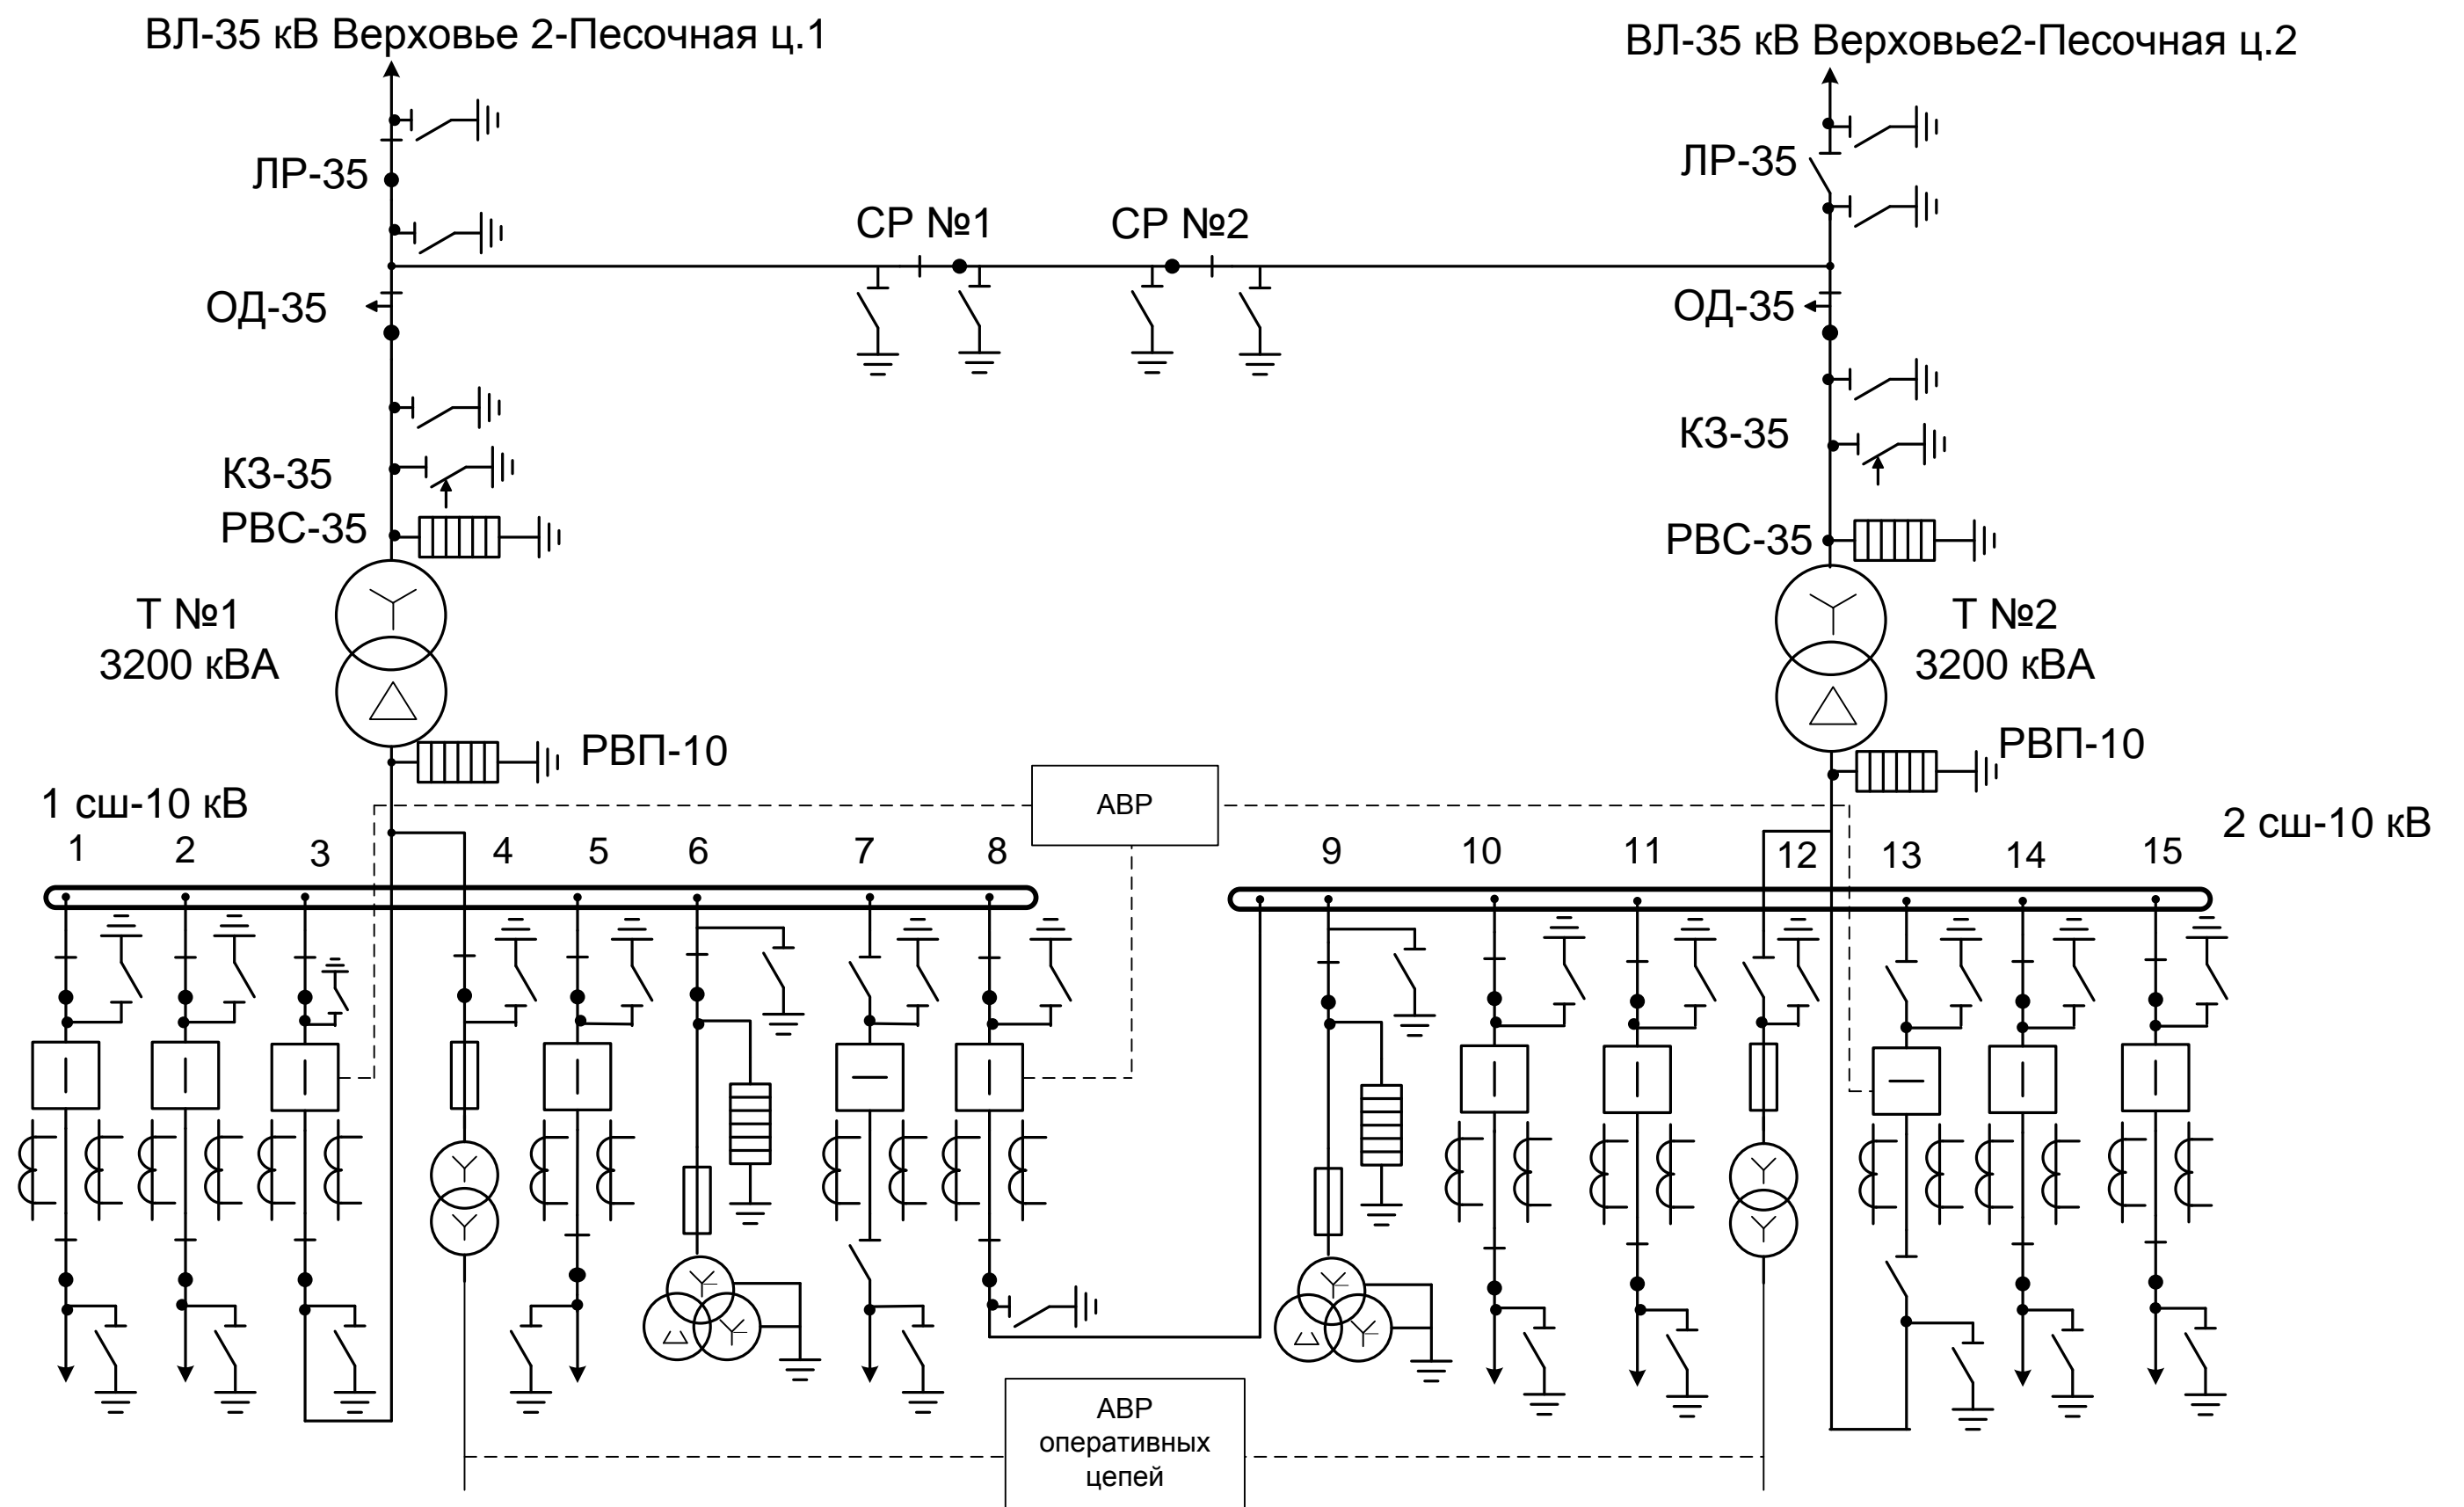 ВЛ-35 кВ Верховье 2-Песочная ц.1
ВЛ-35 кВ Верховье2-Песочная ц.2
ЛР-35
ЛР-35
СР №1
СР №2
ОД-35
ОД-35
КЗ-35
КЗ-35
РВС-35
РВС-35
Т №1
3200 кВА
Т №2
3200 кВА
РВП-10
РВП-10
1 сш-10 кВ
АВР
2 сш-10 кВ
1
2
3
4
5
6
7
8
9
10
11
12
13
14
15
АВР
оперативных
цепей